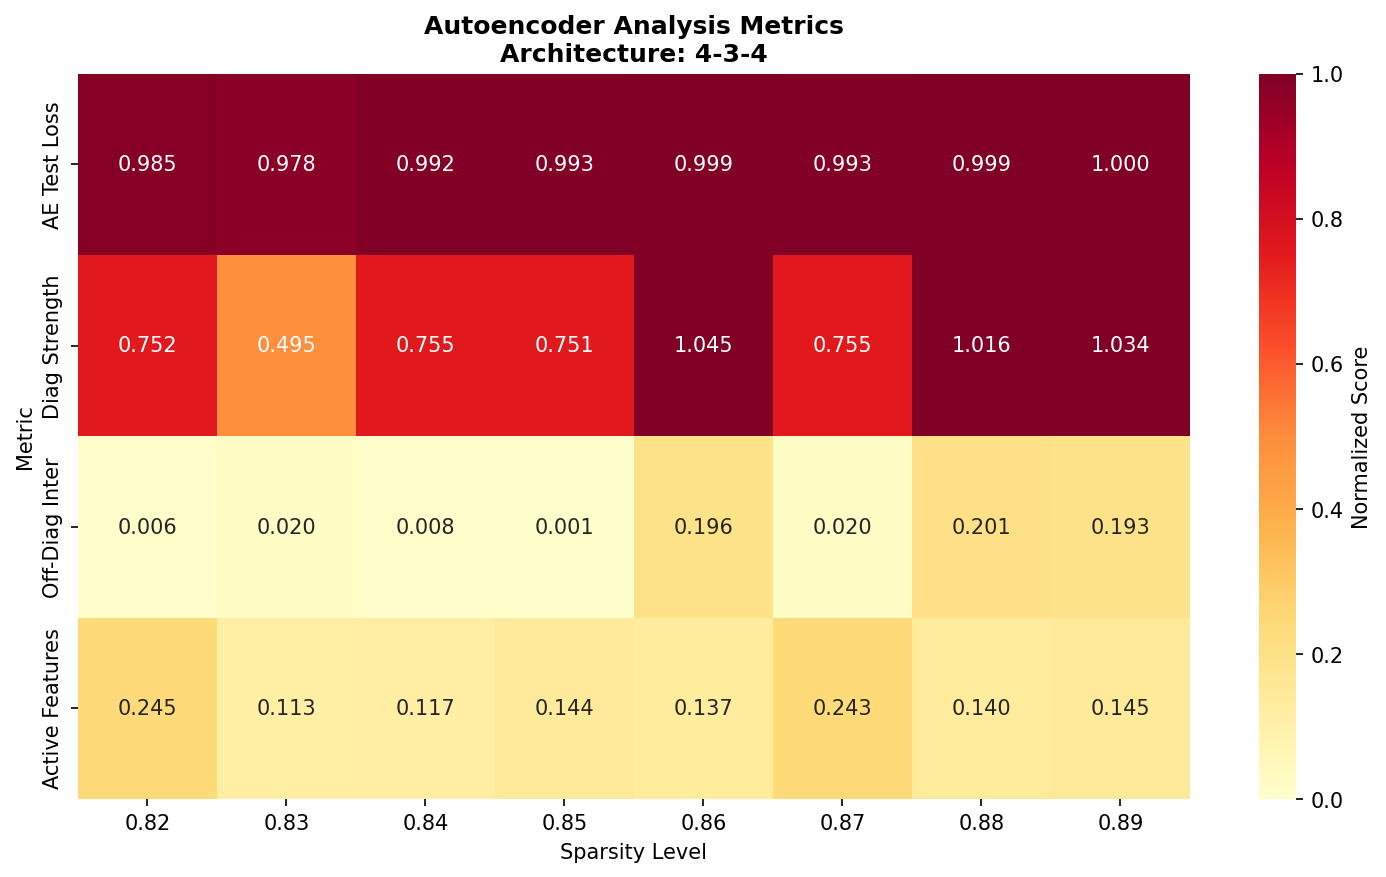 Autoencoder Analysis Metrics
Architecture: 4-3-4
Metric
AE Test Loss
0.985 0.978 0.992 0.993 0.999 0.993 0.999 1.000
Diag Strength
0.752 0.495 0.755 0.751 1.045 0.755 1.016 1.034
Off-Diag Inter
0.006 0.020 0.008 0.001 0.196 0.020 0.201 0.193
Active Features
0.245 0.113 0.117 0.144 0.137 0.243 0.140 0.145
0.82 0.83 0.84 0.85 0.86 0.87 0.88 0.89
Sparsity Level
1.0
0.8
0.6
0.4
0.2
0.0
Normalized Score